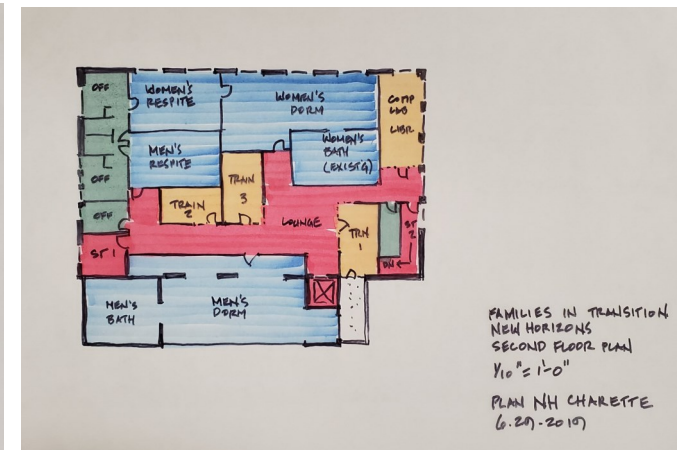 OFF
WOMEN'S
RESPITE
WOMEN'S
DORM
COMP
LAB
LIBR
MEN'S
RESPITE
WOMEN'S
BATH
(EXIST'G)
OFF
TRAIN
2
TRNN
3
OFF
LOUNGE
TRN
1
ST
2
ST 1
DN
MEN'S
BATH
MEN'S
DORM
FAMILIES IN TRANSITION
NEW HORIZONS
SECOND FLOOR PLAN
1/10" = 1'-0"
PLAN NH CHARETTE
6.29.2019